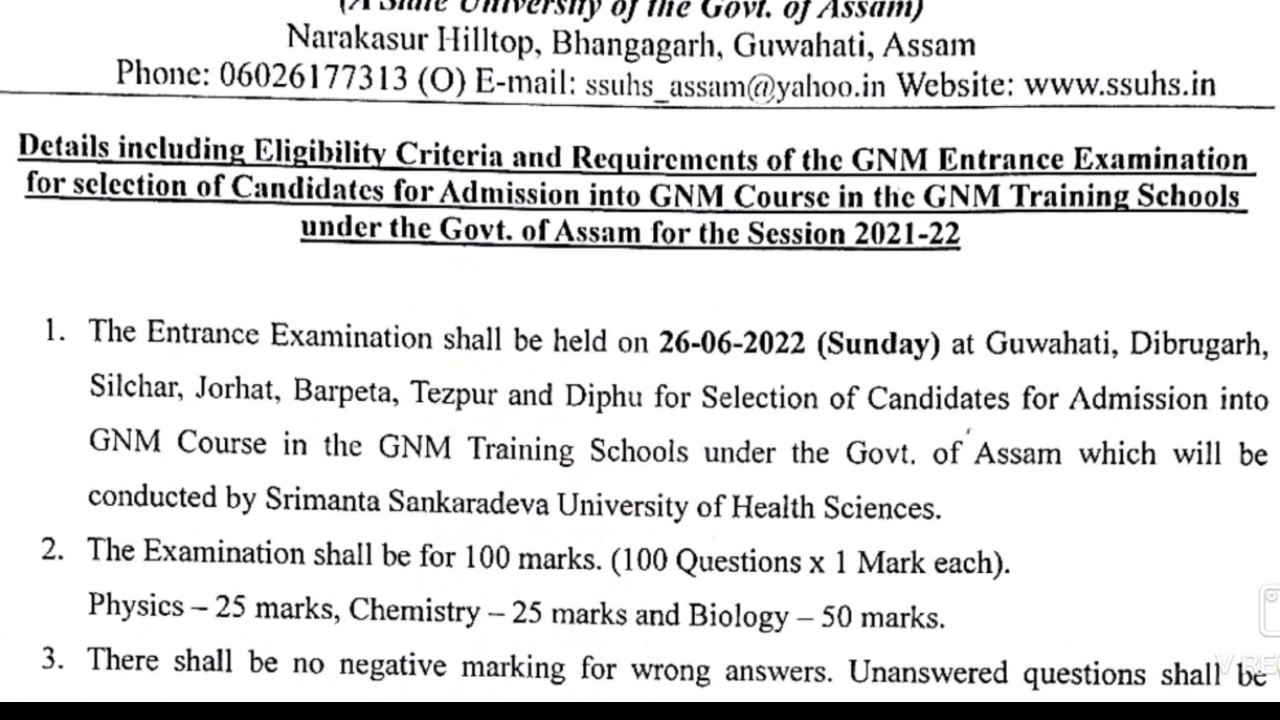 (A State University of the Govt. of Assam)
Narakasur Hilltop, Bhangagarh, Guwahati, Assam
Phone: 06026177313 (O) E-mail: ssuhs_assam@yahoo.in Website: www.ssuhs.in
Details including Eligibility Criteria and Requirements of the GNM Entrance Examination
for selection of Candidates for Admission into GNM Course in the GNM Training Schools
under the Govt. of Assam for the Session 2021-22
1. The Entrance Examination shall be held on 26-06-2022 (Sunday) at Guwahati, Dibrugarh,
Silchar, Jorhat, Barpeta, Tezpur and Diphu for Selection of Candidates for Admission into
GNM Course in the GNM Training Schools under the Govt. of Assam which will be
conducted by Srimanta Sankaradeva University of Health Sciences.
2. The Examination shall be for 100 marks. (100 Questions x 1 Mark each).
Physics – 25 marks, Chemistry – 25 marks and Biology – 50 marks.
3. There shall be no negative marking for wrong answers. Unanswered questions shall be